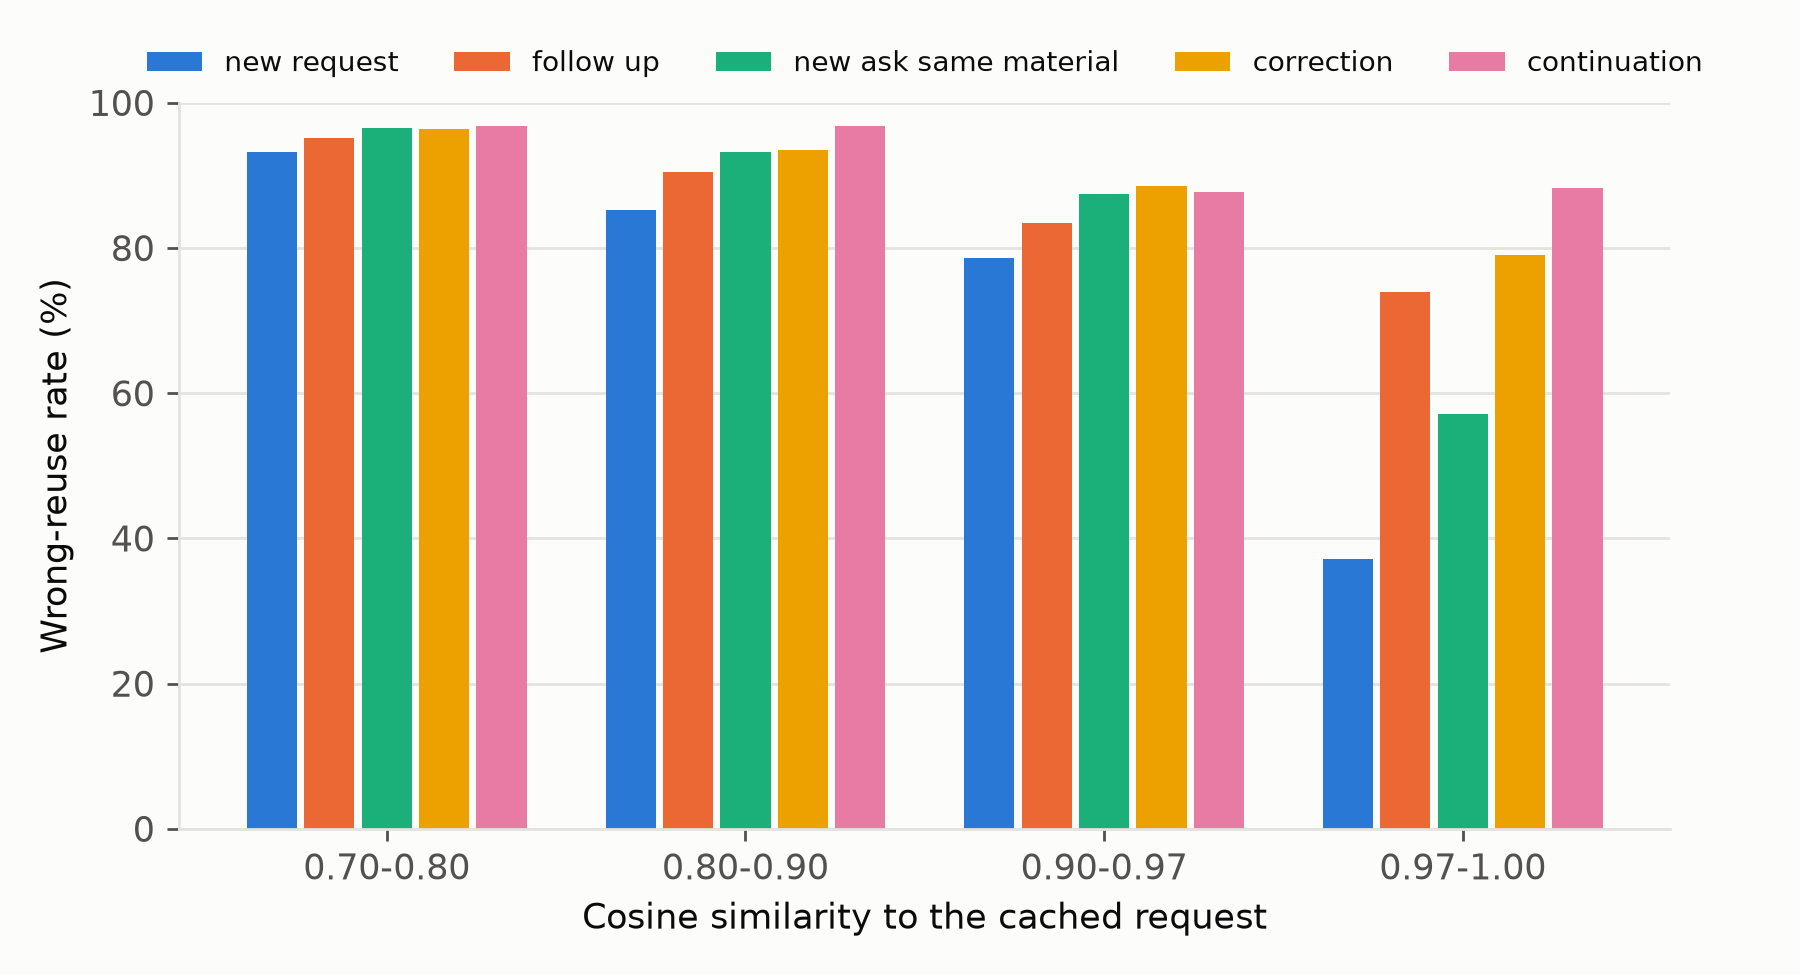 new request follow up new ask same material correction continuation
100
80
60
40
20
0
Wrong-reuse rate (%)
0.70-0.80 0.80-0.90 0.90-0.97 0.97-1.00
Cosine similarity to the cached request